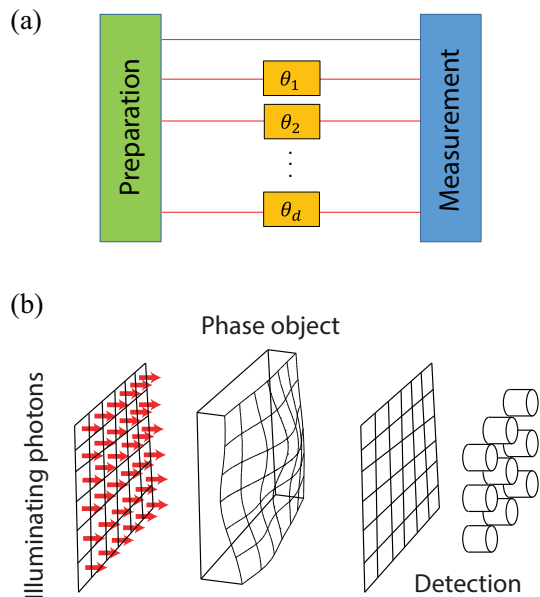 (a)
Preparation
θ1
θ2
⋮
θd
Measurement
(b)
Phase object
Illuminating photons
Detection